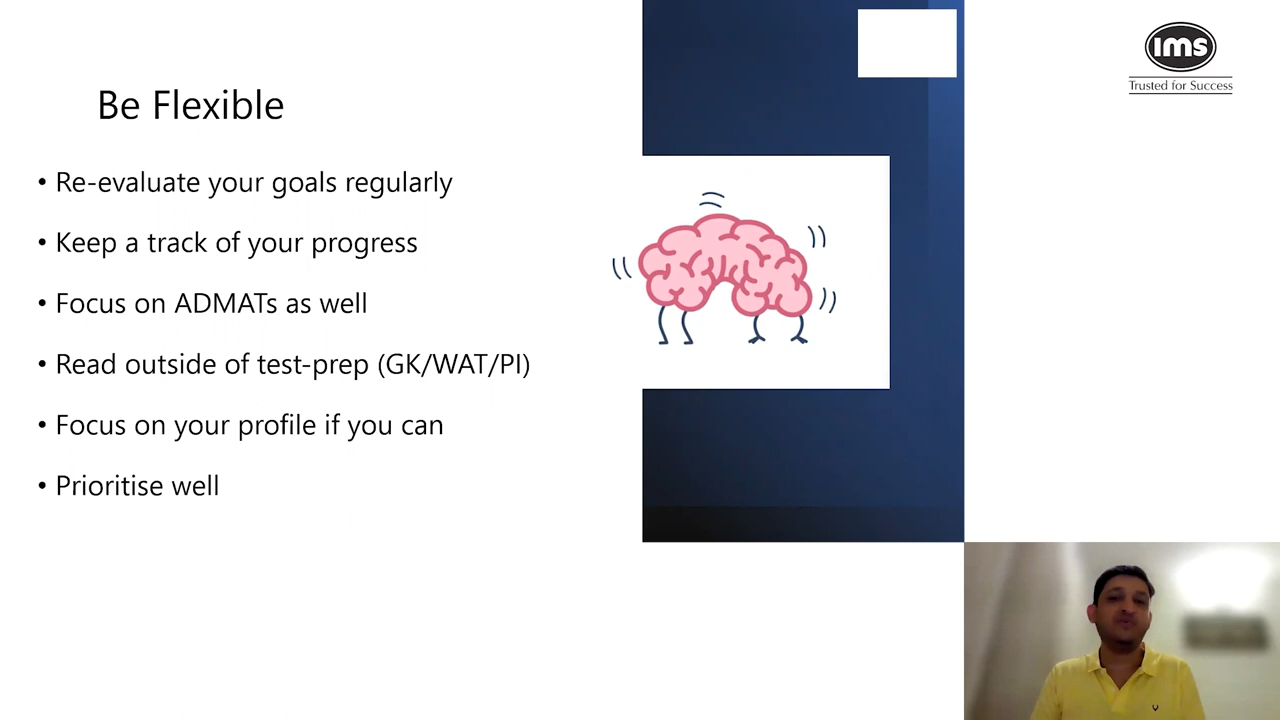 ims
Trusted for Success
Be Flexible
• Re-evaluate your goals regularly
• Keep a track of your progress
• Focus on ADMATs as well
• Read outside of test-prep (GK/WAT/PI)
• Focus on your profile if you can
• Prioritise well